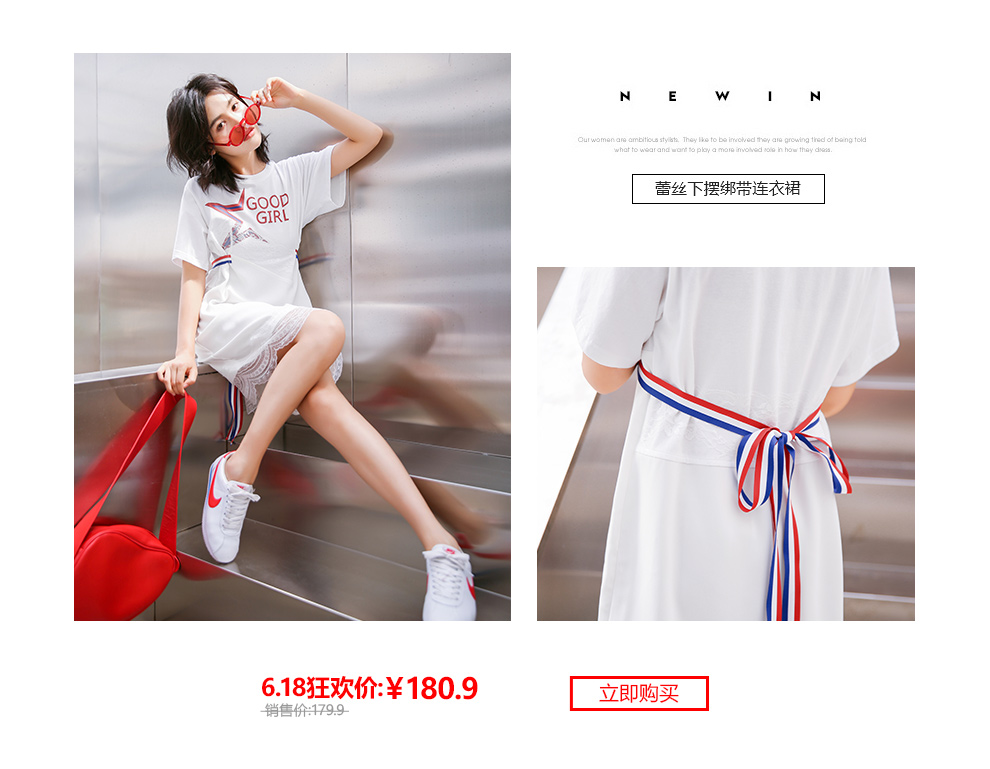 GOOD
GIRL
N E W I N
Our women are ambitious stylists. They like to be involved they are growing tired of being told
what to wear and want to play a more involved role in how they dress.
蕾丝下摆绑带连衣裙
6.18狂欢价:¥180.9
销售价:179.9
立即购买